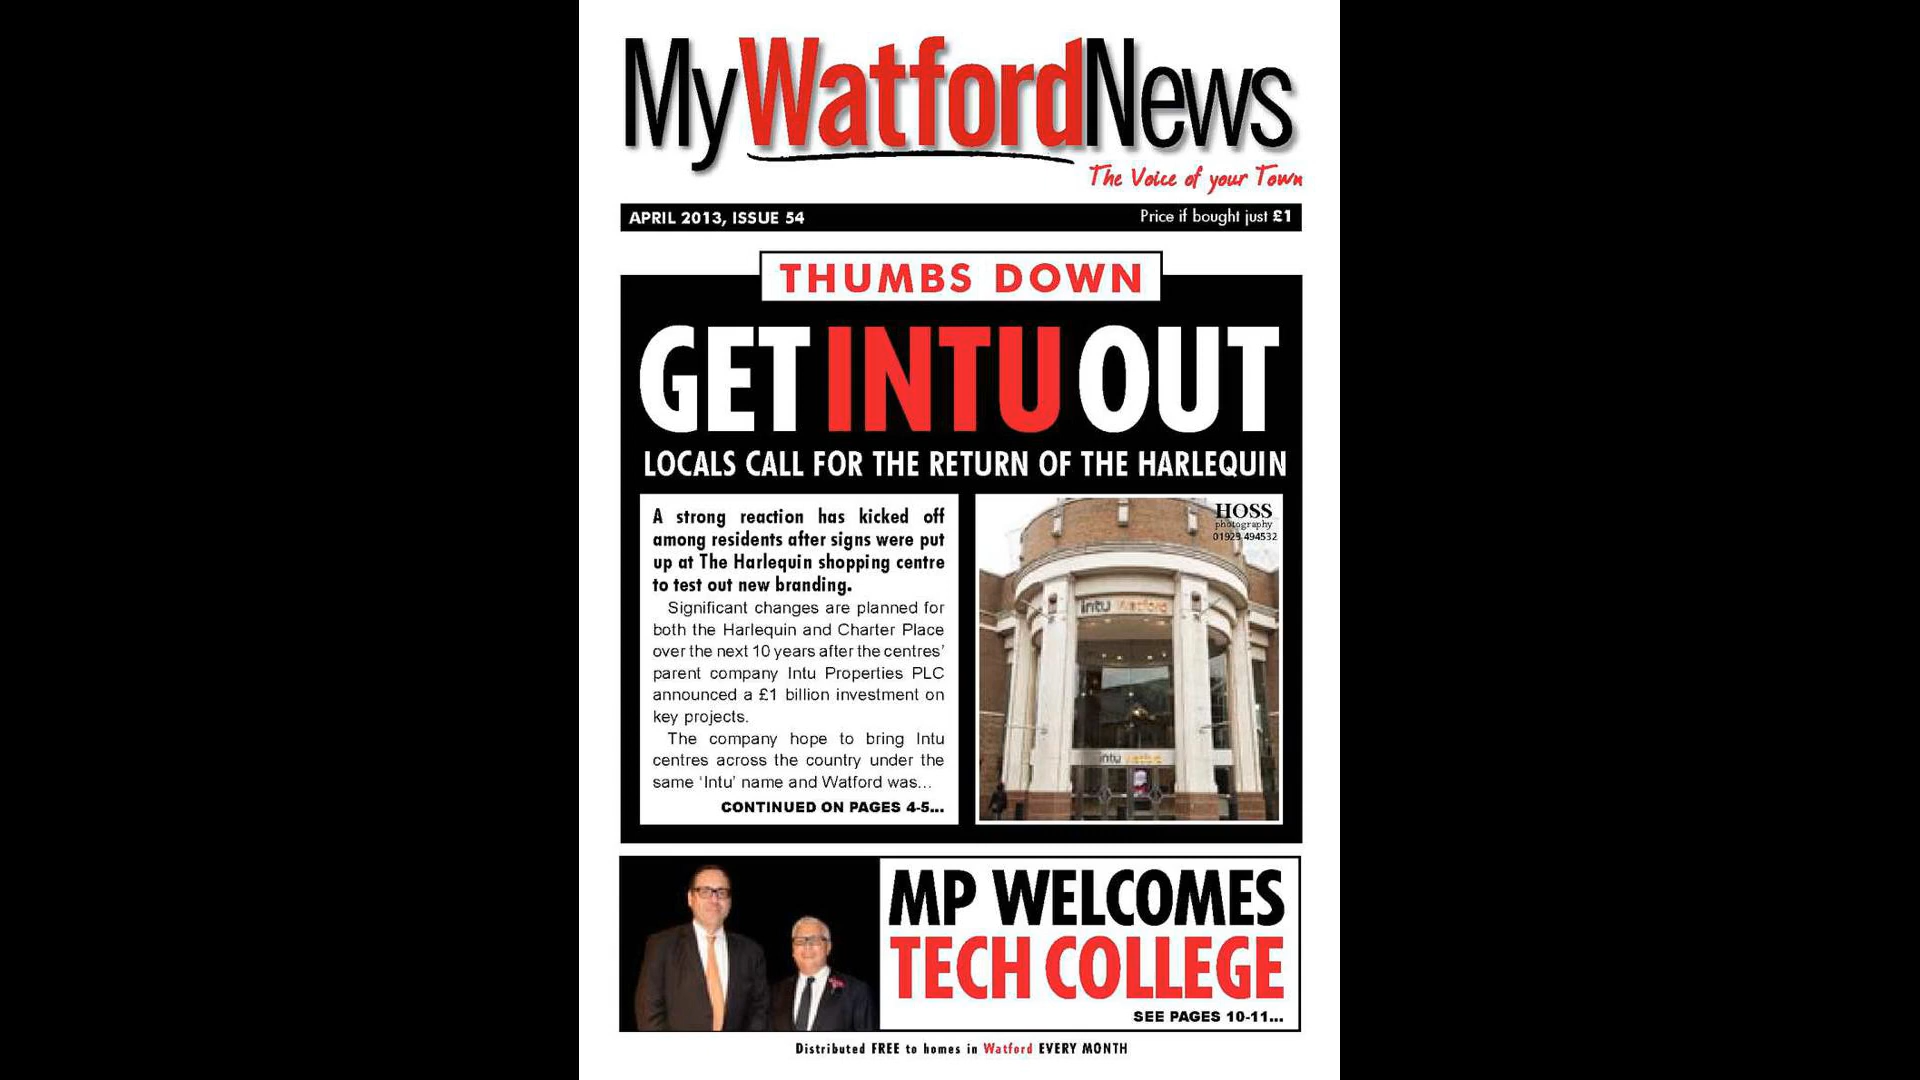 MyWatfordNews
The Voice of your Town
APRIL 2013, ISSUE 54
Price if bought just £1
THUMBS DOWN
GET INTU OUT
LOCALS CALL FOR THE RETURN OF THE HARLEQUIN
A strong reaction has kicked off
among residents after signs were put
up at The Harlequin shopping centre
to test out new branding.
Significant changes are planned for
both the Harlequin and Charter Place
over the next 10 years after the centres’
parent company Intu Properties PLC
announced a £1 billion investment on
key projects.
The company hope to bring Intu
centres across the country under the
same ‘Intu’ name and Watford was...
CONTINUED ON PAGES 4-5...
HOSS
photography
01923 494532
intu watford
intu watford
MP WELCOMES
TECH COLLEGE
SEE PAGES 10-11...
Distributed FREE to homes in Watford EVERY MONTH